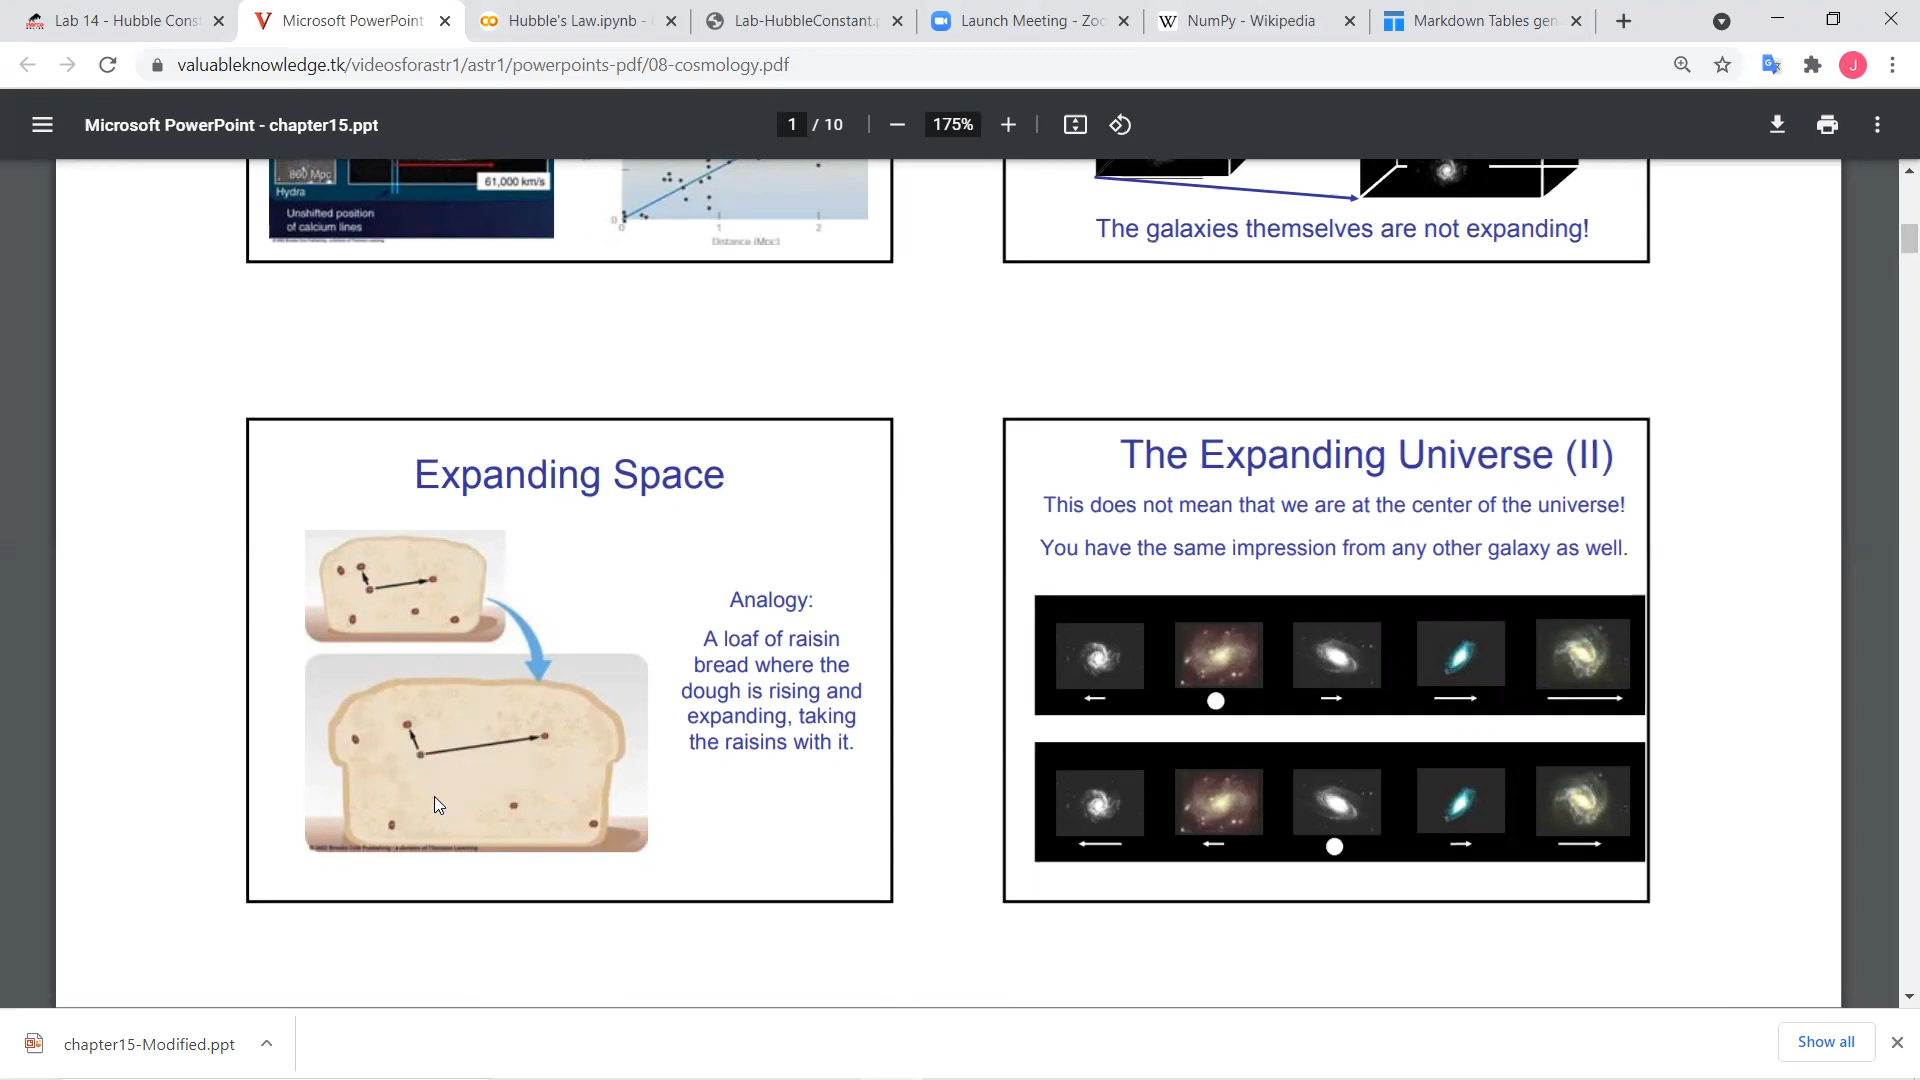 Lab 14 - Hubble Const
Microsoft PowerPoint
Hubble's Law.ipynb -
Lab-HubbleConstant.
Launch Meeting - Zoo
NumPy - Wikipedia
Markdown Tables gen
valuableknowledge.tk/videosforastr1/astr1/powerpoints-pdf/08-cosmology.pdf
J
Microsoft PowerPoint - chapter15.ppt
1 / 10
175%
860 Mpc
Hydra
61,000 km/s
Unshifted position
of calcium lines
0
0
1
2
Distance (Mpc)
The galaxies themselves are not expanding!
Expanding Space
Analogy:
A loaf of raisin
bread where the
dough is rising and
expanding, taking
the raisins with it.
The Expanding Universe (II)
This does not mean that we are at the center of the universe!
You have the same impression from any other galaxy as well.
chapter15-Modified.ppt
Show all